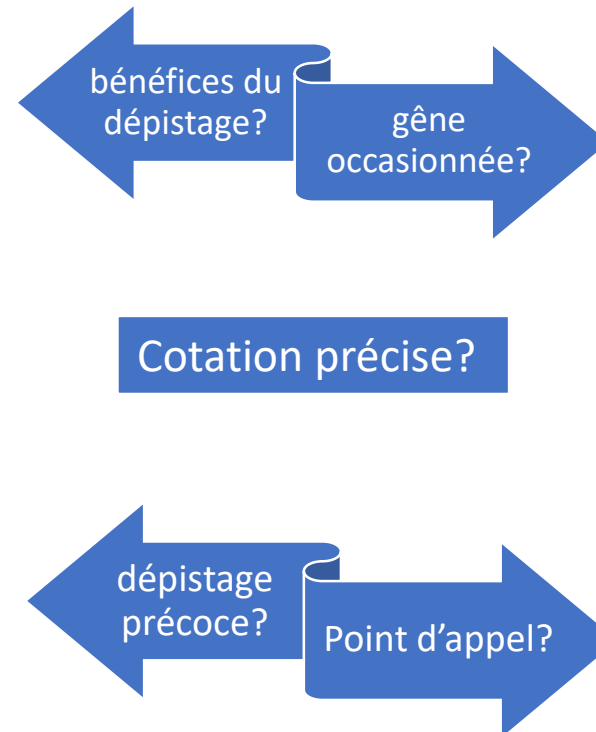 bénéfices du
dépistage?
gêne
occasionnée?
Cotation précise?
dépistage
précoce?
Point d’appel?